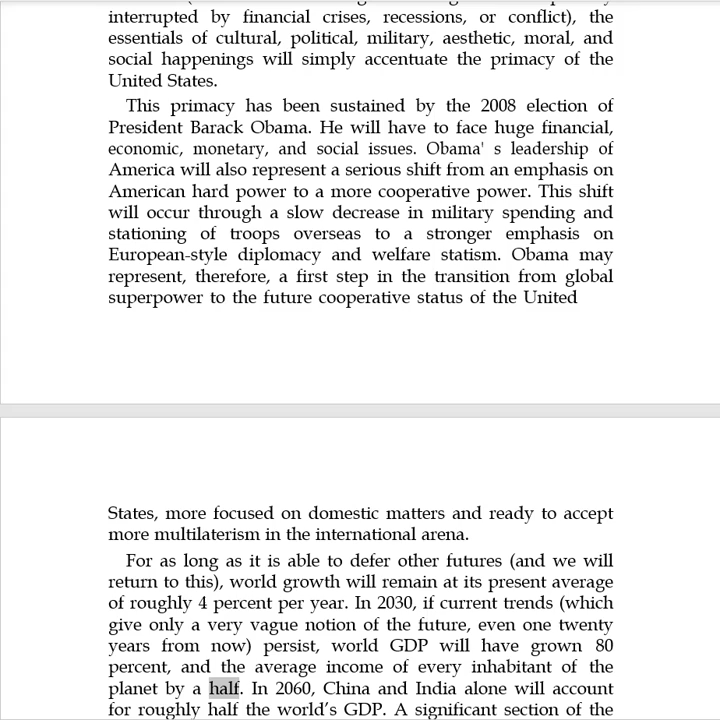 interrupted by financial crises, recessions, or conflict), the
essentials of cultural, political, military, aesthetic, moral, and
social happenings will simply accentuate the primacy of the
United States.
This primacy has been sustained by the 2008 election of
President Barack Obama. He will have to face huge financial,
economic, monetary, and social issues. Obama' s leadership of
America will also represent a serious shift from an emphasis on
American hard power to a more cooperative power. This shift
will occur through a slow decrease in military spending and
stationing of troops overseas to a stronger emphasis on
European-style diplomacy and welfare statism. Obama may
represent, therefore, a first step in the transition from global
superpower to the future cooperative status of the United
States, more focused on domestic matters and ready to accept
more multilaterism in the international arena.
For as long as it is able to defer other futures (and we will
return to this), world growth will remain at its present average
of roughly 4 percent per year. In 2030, if current trends (which
give only a very vague notion of the future, even one twenty
years from now) persist, world GDP will have grown 80
percent, and the average income of every inhabitant of the
planet by a half. In 2060, China and India alone will account
for roughly half the world's GDP. A significant section of the